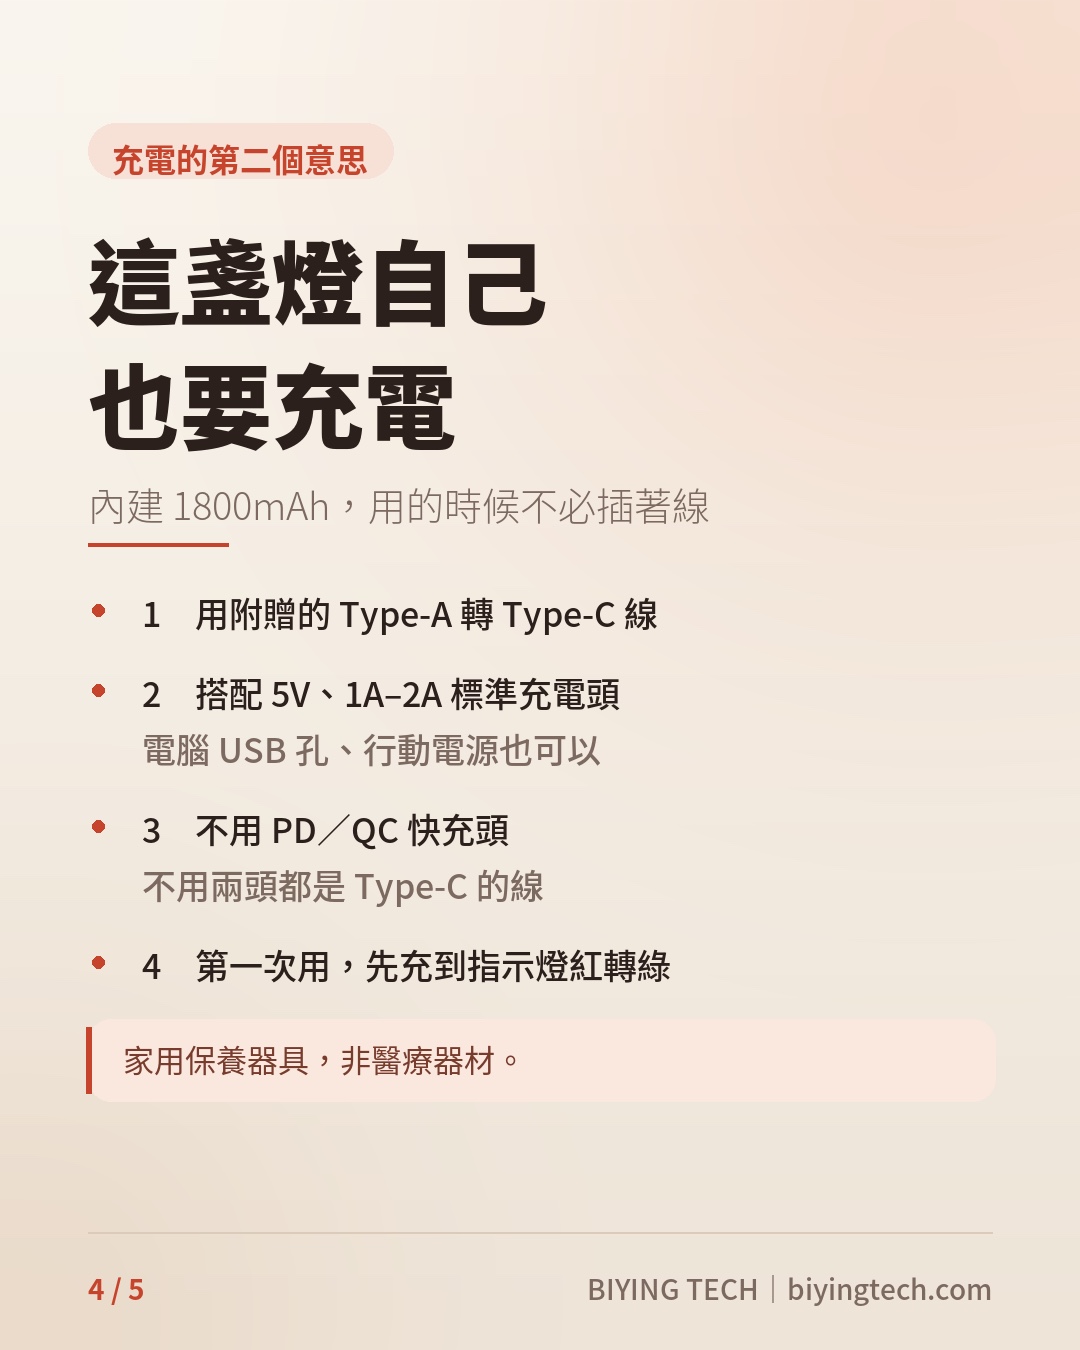 充電的第二個意思
這盞燈自己
也要充電
內建 1800mAh，用的時候不必插著線
1 用附贈的 Type-A 轉 Type-C 線
2 搭配 5V、1A–2A 標準充電頭
電腦 USB 孔、行動電源也可以
3 不用 PD／QC 快充頭
不用兩頭都是 Type-C 的線
4 第一次用，先充到指示燈紅轉綠
家用保養器具，非醫療器材。
4 / 5
BIYING TECH｜biyingtech.com